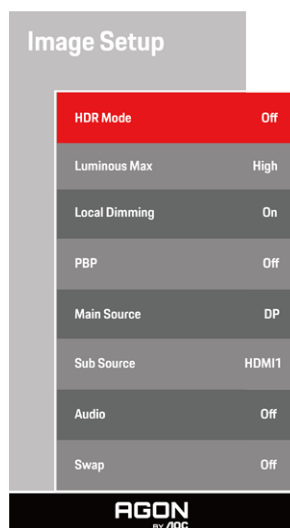 Image Setup
HDR Mode Off
Luminous Max High
Local Dimming On
PBP Off
Main Source DP
Sub Source HDMI1
Audio Off
Swap Off
AGON
BY AOC